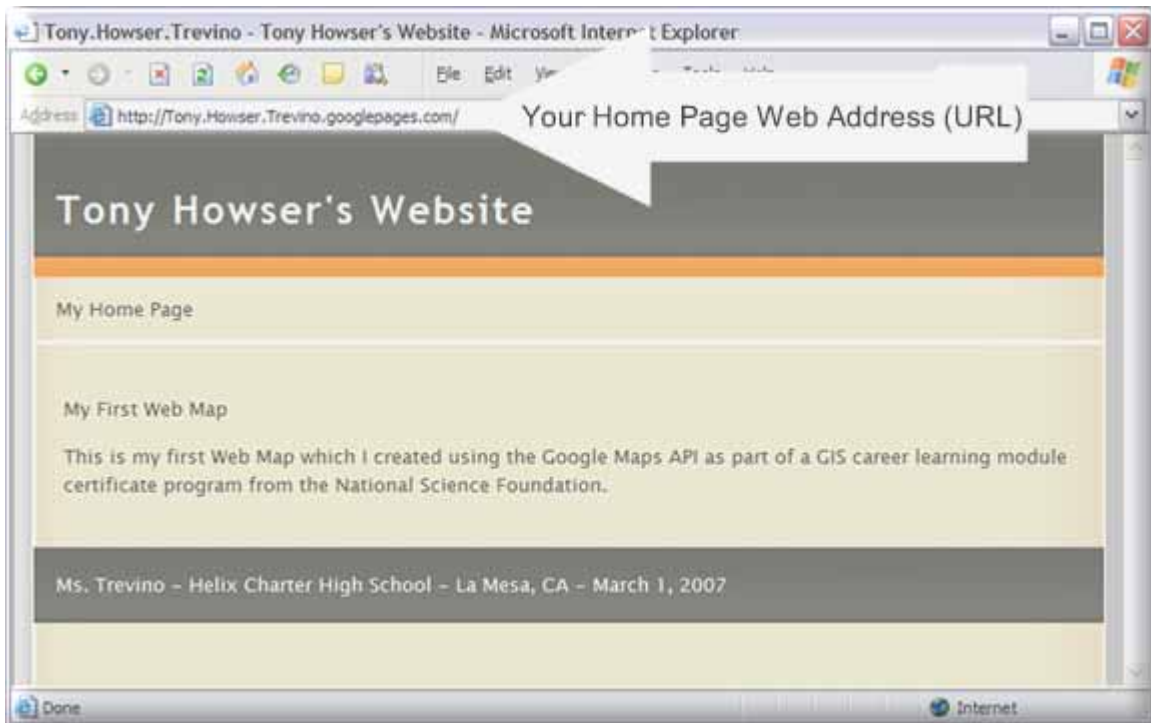 Tony.Howser.Trevino - Tony Howser's Website - Microsoft Internet Explorer
File Edit
Address http://Tony.Howser.Trevino.googlepages.com/
Your Home Page Web Address (URL)
Tony Howser's Website
My Home Page
My First Web Map
This is my first Web Map which I created using the Google Maps API as part of a GIS career learning module
certificate program from the National Science Foundation.
Ms. Trevino – Helix Charter High School – La Mesa, CA – March 1, 2007
Done Internet